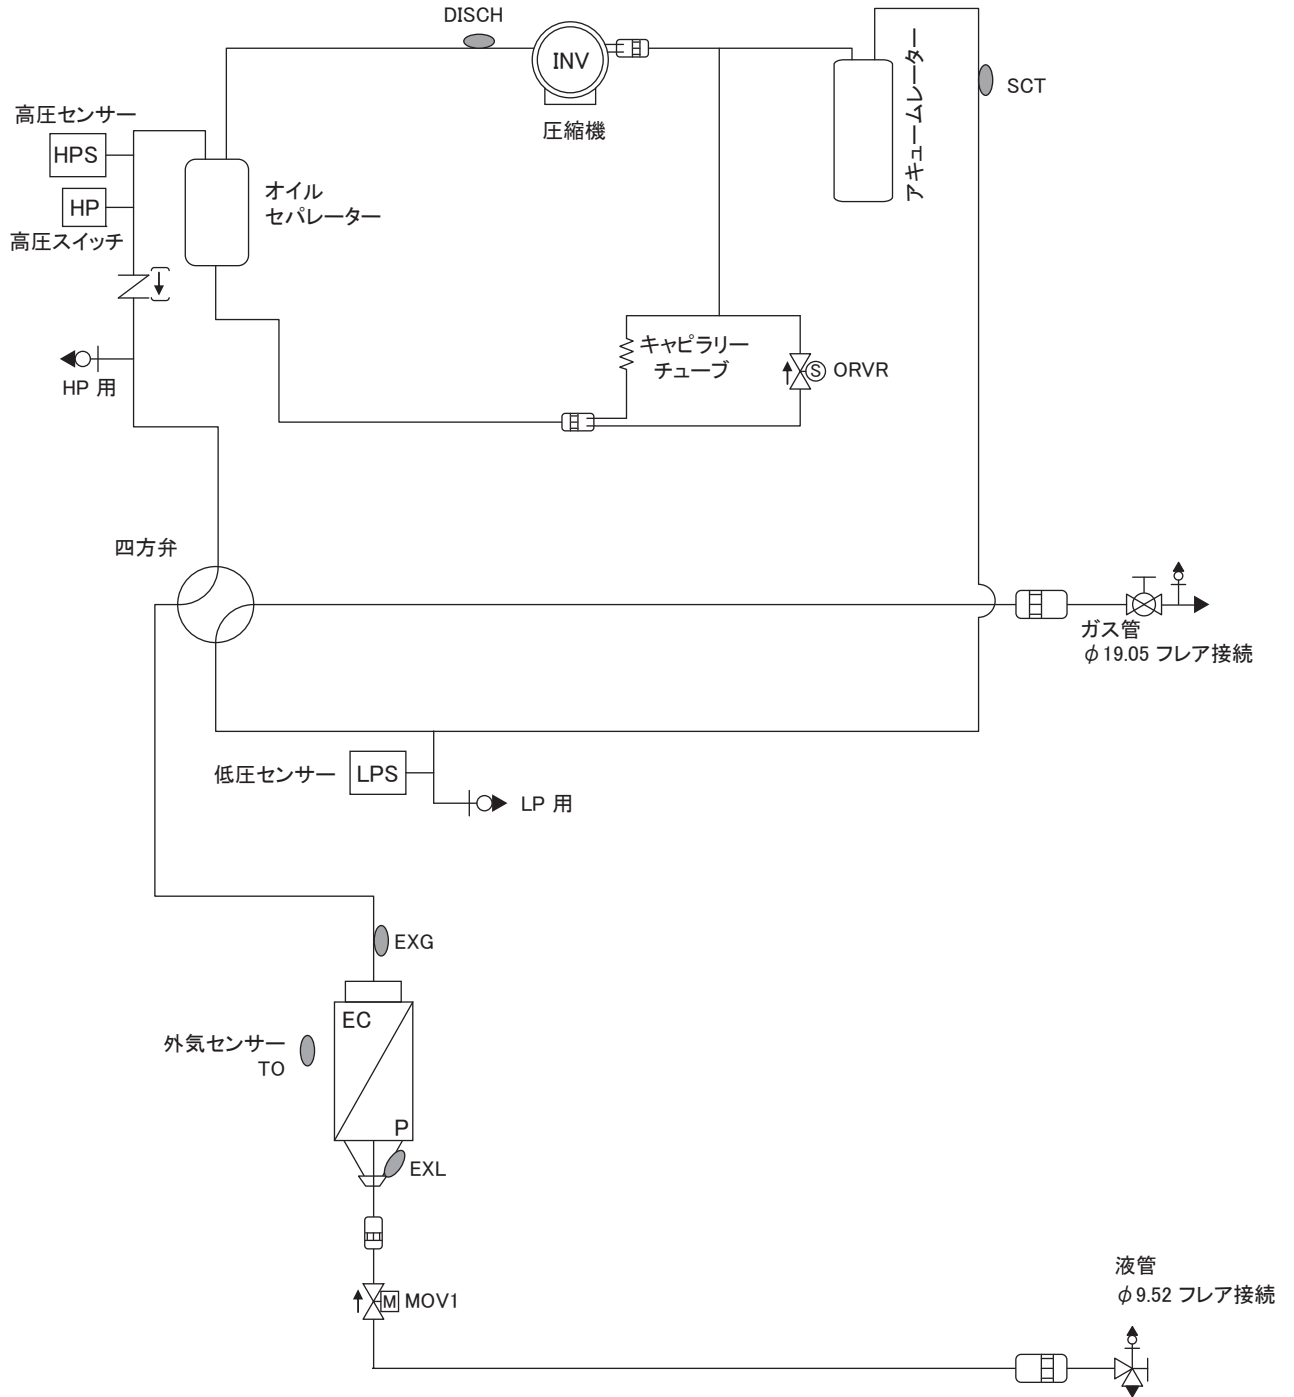 DISCH
INV
圧縮機
アキュームレーター
SCT
高圧センサー
HPS
HP
高圧スイッチ
オイル
セパレーター
キャピラリー
チューブ
S
ORVR
HP 用
四方弁
ガス管
φ19.05 フレア接続
低圧センサー
LPS
LP 用
EXG
EC
外気センサー
TO
P
EXL
M
MOV1
液管
φ9.52 フレア接続